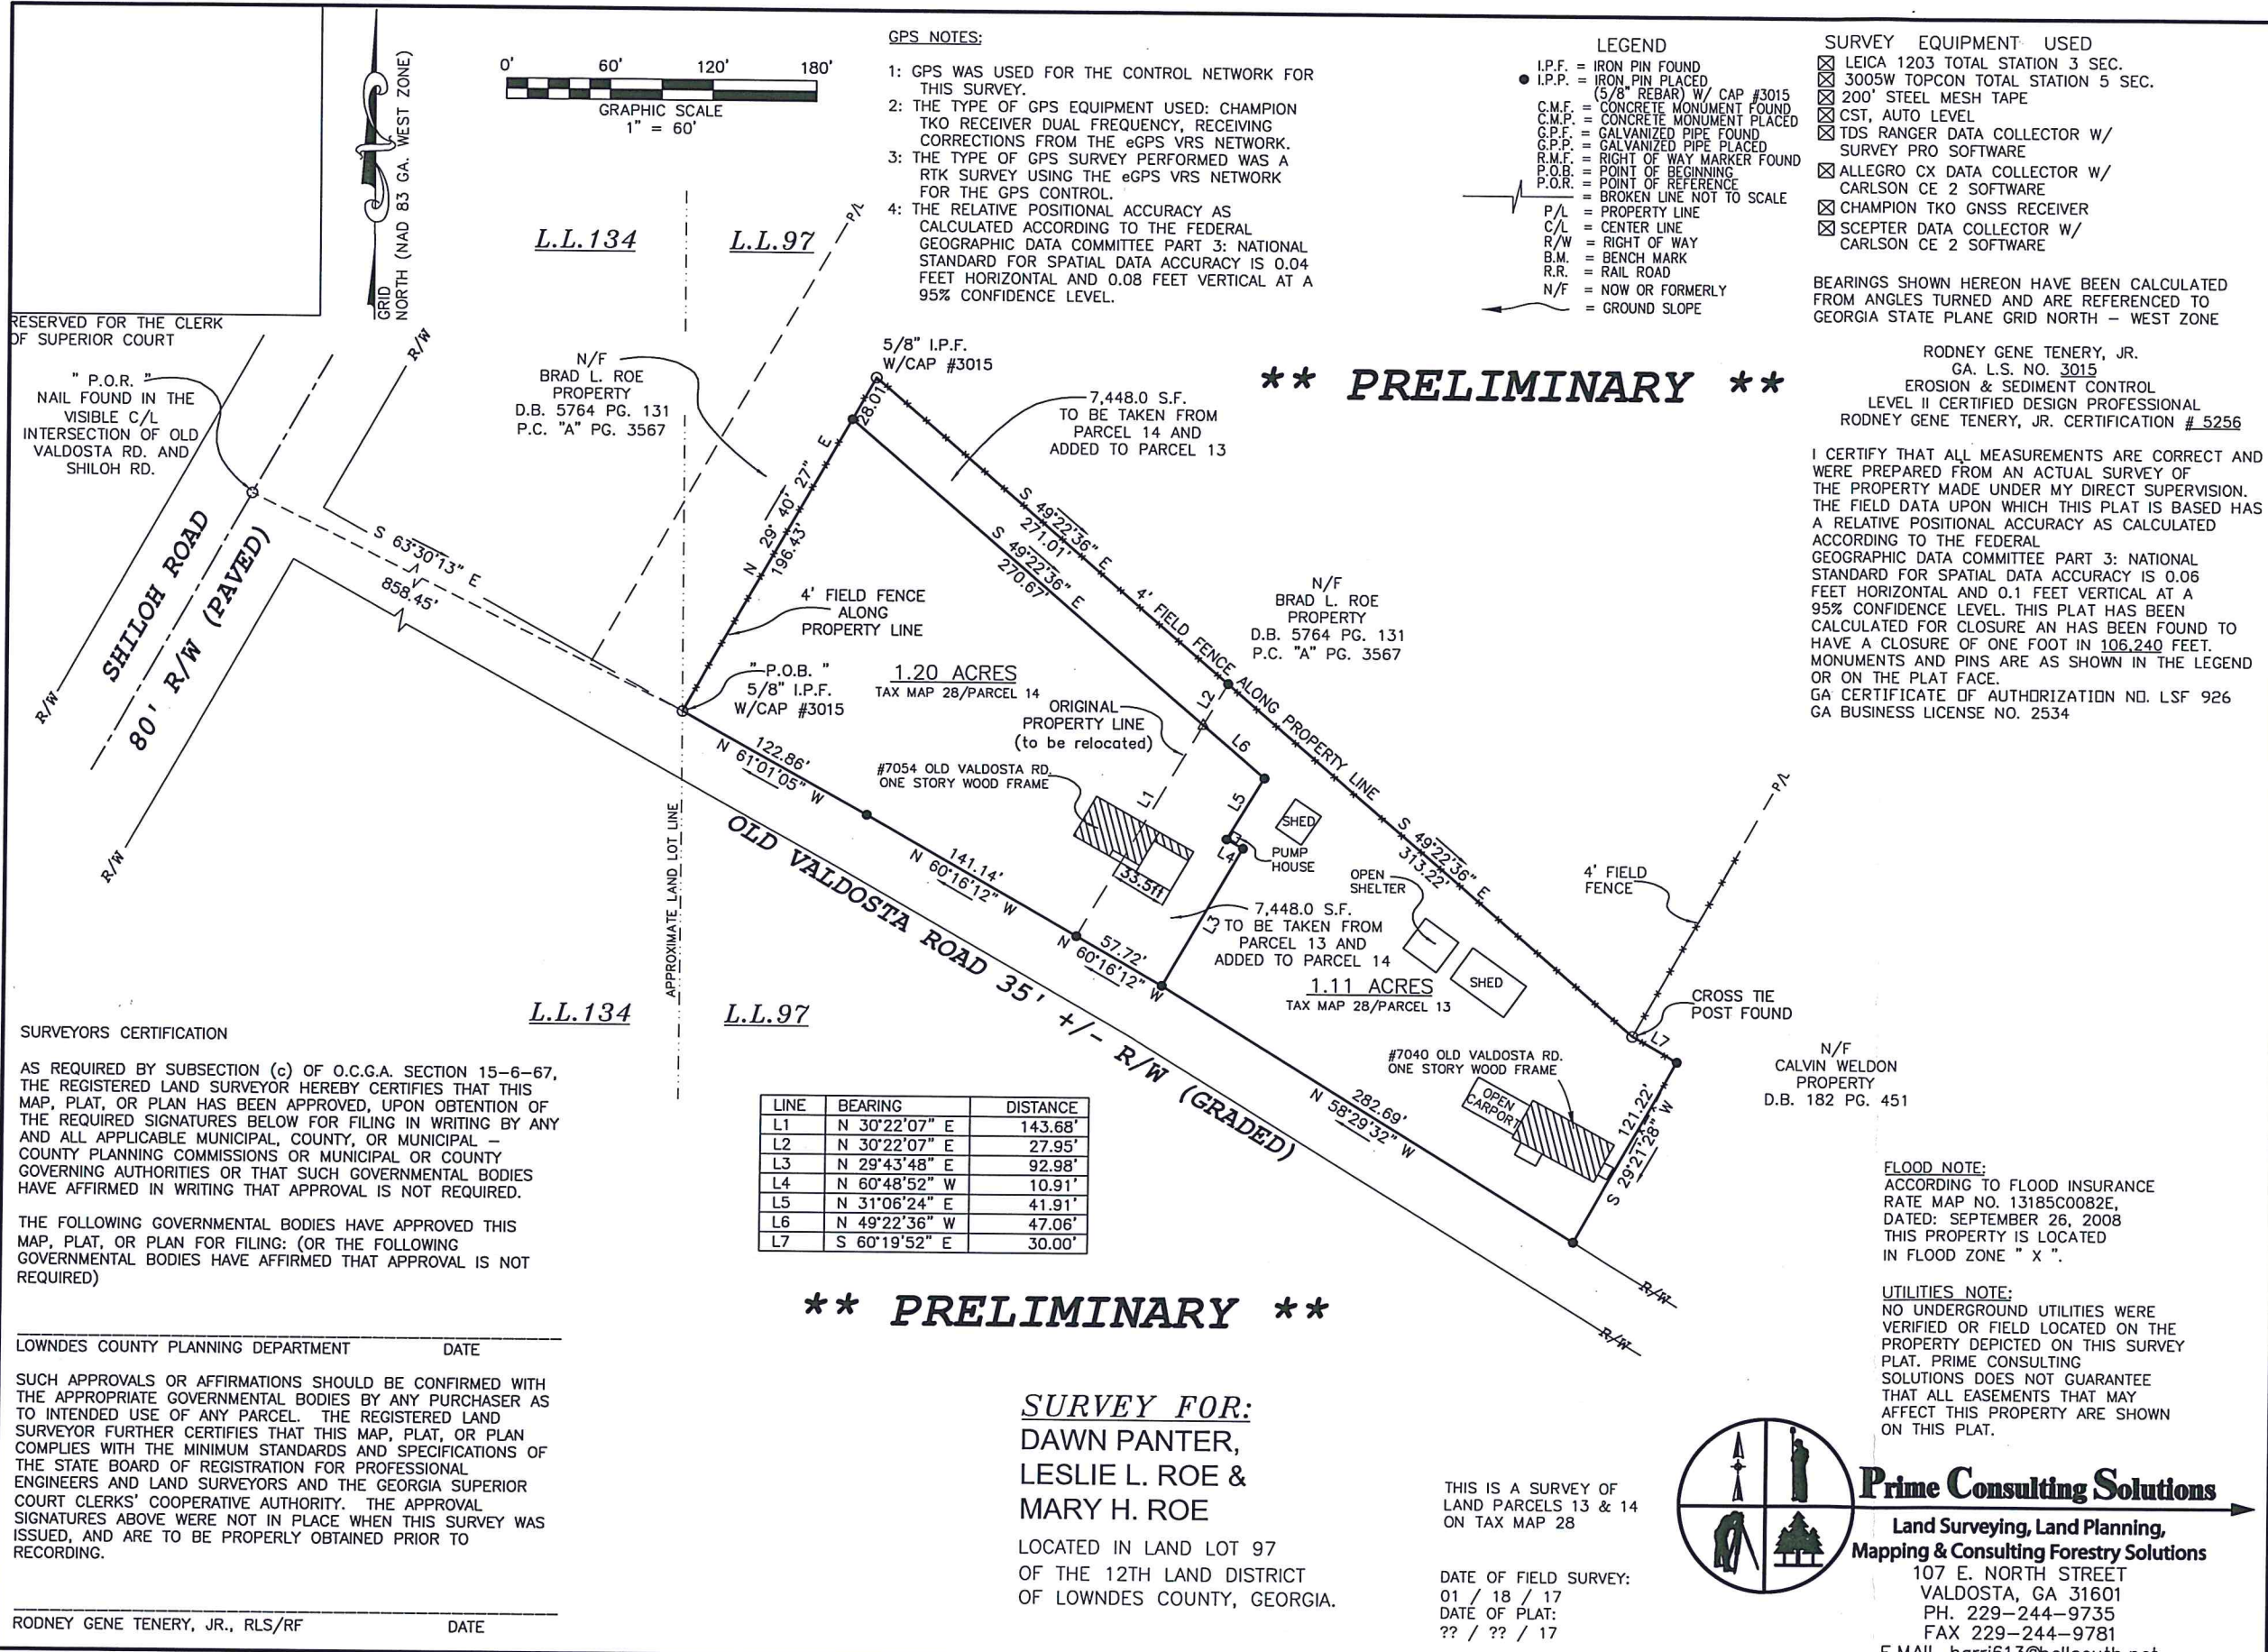 RESERVED FOR THE CLERK
OF SUPERIOR COURT
GRID
NORTH (NAD 83 GA. WEST ZONE)
0' 60' 120' 180'
GRAPHIC SCALE
1" = 60'
GPS NOTES:
1: GPS WAS USED FOR THE CONTROL NETWORK FOR
THIS SURVEY.
2: THE TYPE OF GPS EQUIPMENT USED: CHAMPION
TKO RECEIVER DUAL FREQUENCY, RECEIVING
CORRECTIONS FROM THE eGPS VRS NETWORK.
3: THE TYPE OF GPS SURVEY PERFORMED WAS A
RTK SURVEY USING THE eGPS VRS NETWORK
FOR THE GPS CONTROL.
4: THE RELATIVE POSITIONAL ACCURACY AS
CALCULATED ACCORDING TO THE FEDERAL
GEOGRAPHIC DATA COMMITTEE PART 3: NATIONAL
STANDARD FOR SPATIAL DATA ACCURACY IS 0.04
FEET HORIZONTAL AND 0.08 FEET VERTICAL AT A
95% CONFIDENCE LEVEL.
LEGEND
I.P.F. = IRON PIN FOUND
I.P.P. = IRON PIN PLACED
(5/8" REBAR) W/ CAP #3015
C.M.F. = CONCRETE MONUMENT FOUND
C.M.P. = CONCRETE MONUMENT PLACED
G.P.F. = GALVANIZED PIPE FOUND
G.P.P. = GALVANIZED PIPE PLACED
R.M.F. = RIGHT OF WAY MARKER FOUND
P.O.B. = POINT OF BEGINNING
P.O.R. = POINT OF REFERENCE
= BROKEN LINE NOT TO SCALE
P/L = PROPERTY LINE
C/L = CENTER LINE
R/W = RIGHT OF WAY
B.M. = BENCH MARK
R.R. = RAIL ROAD
N/F = NOW OR FORMERLY
= GROUND SLOPE
SURVEY EQUIPMENT USED
LEICA 1203 TOTAL STATION 3 SEC.
3005W TOPCON TOTAL STATION 5 SEC.
200' STEEL MESH TAPE
CST, AUTO LEVEL
TDS RANGER DATA COLLECTOR W/
SURVEY PRO SOFTWARE
ALLEGRO CX DATA COLLECTOR W/
CARLSON CE 2 SOFTWARE
CHAMPION TKO GNSS RECEIVER
SCEPTER DATA COLLECTOR W/
CARLSON CE 2 SOFTWARE
BEARINGS SHOWN HEREON HAVE BEEN CALCULATED
FROM ANGLES TURNED AND ARE REFERENCED TO
GEORGIA STATE PLANE GRID NORTH – WEST ZONE
RODNEY GENE TENERY, JR.
GA. L.S. NO. 3015
EROSION & SEDIMENT CONTROL
LEVEL II CERTIFIED DESIGN PROFESSIONAL
RODNEY GENE TENERY, JR. CERTIFICATION # 5256
I CERTIFY THAT ALL MEASUREMENTS ARE CORRECT AND
WERE PREPARED FROM AN ACTUAL SURVEY OF
THE PROPERTY MADE UNDER MY DIRECT SUPERVISION.
THE FIELD DATA UPON WHICH THIS PLAT IS BASED HAS
A RELATIVE POSITIONAL ACCURACY AS CALCULATED
ACCORDING TO THE FEDERAL
GEOGRAPHIC DATA COMMITTEE PART 3: NATIONAL
STANDARD FOR SPATIAL DATA ACCURACY IS 0.06
FEET HORIZONTAL AND 0.1 FEET VERTICAL AT A
95% CONFIDENCE LEVEL. THIS PLAT HAS BEEN
CALCULATED FOR CLOSURE AN HAS BEEN FOUND TO
HAVE A CLOSURE OF ONE FOOT IN 106,240 FEET.
MONUMENTS AND PINS ARE AS SHOWN IN THE LEGEND
OR ON THE PLAT FACE.
GA CERTIFICATE OF AUTHORIZATION NO. LSF 926
GA BUSINESS LICENSE NO. 2534
L.L.134
L.L.97
P/L
** PRELIMINARY **
" P.O.R. "
NAIL FOUND IN THE
VISIBLE C/L
INTERSECTION OF OLD
VALDOSTA RD. AND
SHILOH RD.
R/W
R/W
R/W
SHILOH ROAD
80' R/W (PAVED)
S 63°30'13" E
858.45'
N/F
BRAD L. ROE
PROPERTY
D.B. 5764 PG. 131
P.C. "A" PG. 3567
5/8" I.P.F.
W/CAP #3015
28.01'
N 29° 40' 27" E
196.43'
7,448.0 S.F.
TO BE TAKEN FROM
PARCEL 14 AND
ADDED TO PARCEL 13
S 49°22'36" E
271.01'
S 49°22'36" E
270.67'
4' FIELD FENCE ALONG PROPERTY LINE
N/F
BRAD L. ROE
PROPERTY
D.B. 5764 PG. 131
P.C. "A" PG. 3567
4' FIELD FENCE
ALONG
PROPERTY LINE
" P.O.B. "
5/8" I.P.F.
W/CAP #3015
1.20 ACRES
TAX MAP 28/PARCEL 14
ORIGINAL
PROPERTY LINE
(to be relocated)
L2
L6
L1
L5
L4
L3
#7054 OLD VALDOSTA RD.
ONE STORY WOOD FRAME
33.5ft
SHED
PUMP
HOUSE
122.86'
N 61°01'05" W
141.14'
N 60°16'12" W
57.72'
N 60°16'12" W
7,448.0 S.F.
TO BE TAKEN FROM
PARCEL 13 AND
ADDED TO PARCEL 14
1.11 ACRES
TAX MAP 28/PARCEL 13
OPEN
SHELTER
SHED
S 49°22'36" E
313.22'
4' FIELD
FENCE
P/L
CROSS TIE
POST FOUND
L7
N/F
CALVIN WELDON
PROPERTY
D.B. 182 PG. 451
#7040 OLD VALDOSTA RD.
ONE STORY WOOD FRAME
OPEN
CARPORT
121.22'
S 29°21'28" W
282.69'
N 58°29'32" W
OLD VALDOSTA ROAD 35' +/- R/W (GRADED)
R/W
R/W
APPROXIMATE LAND LOT LINE
L.L.134
L.L.97
LINE BEARING DISTANCE
L1 N 30°22'07" E 143.68'
L2 N 30°22'07" E 27.95'
L3 N 29°43'48" E 92.98'
L4 N 60°48'52" W 10.91'
L5 N 31°06'24" E 41.91'
L6 N 49°22'36" W 47.06'
L7 S 60°19'52" E 30.00'
** PRELIMINARY **
SURVEYORS CERTIFICATION
AS REQUIRED BY SUBSECTION (c) OF O.C.G.A. SECTION 15–6–67,
THE REGISTERED LAND SURVEYOR HEREBY CERTIFIES THAT THIS
MAP, PLAT, OR PLAN HAS BEEN APPROVED, UPON OBTENTION OF
THE REQUIRED SIGNATURES BELOW FOR FILING IN WRITING BY ANY
AND ALL APPLICABLE MUNICIPAL, COUNTY, OR MUNICIPAL –
COUNTY PLANNING COMMISSIONS OR MUNICIPAL OR COUNTY
GOVERNING AUTHORITIES OR THAT SUCH GOVERNMENTAL BODIES
HAVE AFFIRMED IN WRITING THAT APPROVAL IS NOT REQUIRED.
THE FOLLOWING GOVERNMENTAL BODIES HAVE APPROVED THIS
MAP, PLAT, OR PLAN FOR FILING: (OR THE FOLLOWING
GOVERNMENTAL BODIES HAVE AFFIRMED THAT APPROVAL IS NOT
REQUIRED)
LOWNDES COUNTY PLANNING DEPARTMENT DATE
SUCH APPROVALS OR AFFIRMATIONS SHOULD BE CONFIRMED WITH
THE APPROPRIATE GOVERNMENTAL BODIES BY ANY PURCHASER AS
TO INTENDED USE OF ANY PARCEL. THE REGISTERED LAND
SURVEYOR FURTHER CERTIFIES THAT THIS MAP, PLAT, OR PLAN
COMPLIES WITH THE MINIMUM STANDARDS AND SPECIFICATIONS OF
THE STATE BOARD OF REGISTRATION FOR PROFESSIONAL
ENGINEERS AND LAND SURVEYORS AND THE GEORGIA SUPERIOR
COURT CLERKS' COOPERATIVE AUTHORITY. THE APPROVAL
SIGNATURES ABOVE WERE NOT IN PLACE WHEN THIS SURVEY WAS
ISSUED, AND ARE TO BE PROPERLY OBTAINED PRIOR TO
RECORDING.
RODNEY GENE TENERY, JR., RLS/RF DATE
SURVEY FOR:
DAWN PANTER,
LESLIE L. ROE &
MARY H. ROE
LOCATED IN LAND LOT 97
OF THE 12TH LAND DISTRICT
OF LOWNDES COUNTY, GEORGIA.
THIS IS A SURVEY OF
LAND PARCELS 13 & 14
ON TAX MAP 28
DATE OF FIELD SURVEY:
01 / 18 / 17
DATE OF PLAT:
?? / ?? / 17
FLOOD NOTE:
ACCORDING TO FLOOD INSURANCE
RATE MAP NO. 13185C0082E,
DATED: SEPTEMBER 26, 2008
THIS PROPERTY IS LOCATED
IN FLOOD ZONE " X ".
UTILITIES NOTE:
NO UNDERGROUND UTILITIES WERE
VERIFIED OR FIELD LOCATED ON THE
PROPERTY DEPICTED ON THIS SURVEY
PLAT. PRIME CONSULTING
SOLUTIONS DOES NOT GUARANTEE
THAT ALL EASEMENTS THAT MAY
AFFECT THIS PROPERTY ARE SHOWN
ON THIS PLAT.
Prime Consulting Solutions
Land Surveying, Land Planning,
Mapping & Consulting Forestry Solutions
107 E. NORTH STREET
VALDOSTA, GA 31601
PH. 229–244–9735
FAX 229–244–9781